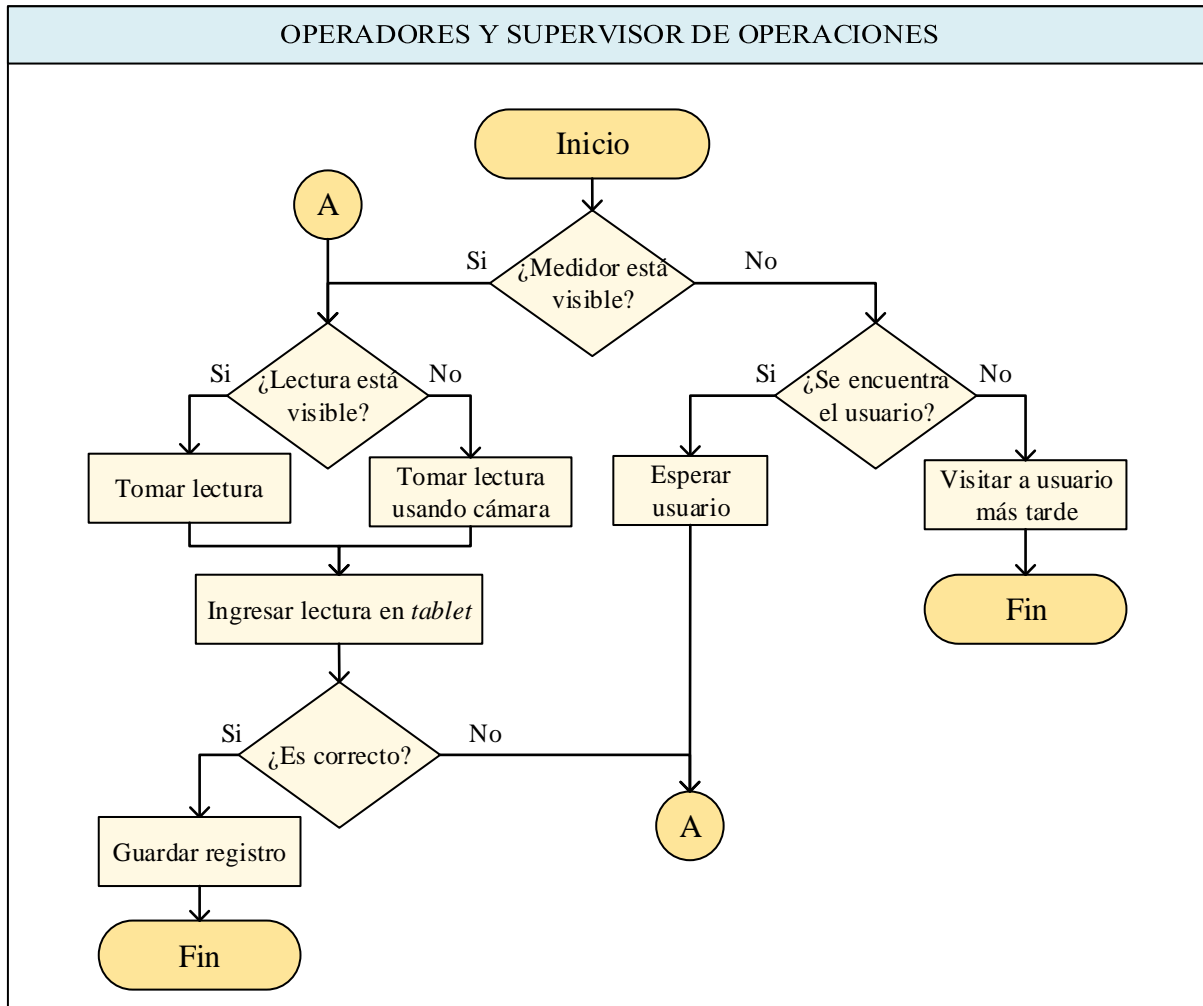 OPERADORES Y SUPERVISOR DE OPERACIONES
Inicio
A
Si
¿Medidor está
visible?
No
Si
¿Lectura está
visible?
No
Si
¿Se encuentra
el usuario?
No
Tomar lectura
Tomar lectura
usando cámara
Esperar
usuario
Visitar a usuario
más tarde
Ingresar lectura en tablet
Fin
Si
¿Es correcto?
No
A
Guardar registro
Fin